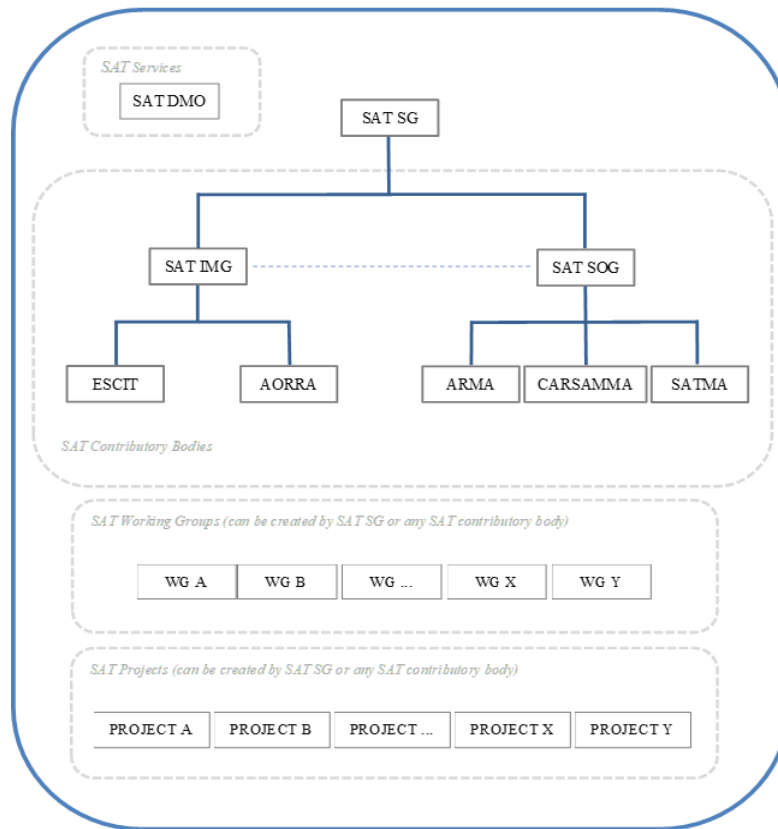 SAT Services
SAT DMO
SAT SG
SAT IMG
SAT SOG
ESCIT
AORRA
ARMA
CARSAMMA
SATMA
SAT Contributory Bodies
SAT Working Groups (can be created by SAT SG or any SAT contributory body)
WG A
WG B
WG ...
WG X
WG Y
SAT Projects (can be created by SAT SG or any SAT contributory body)
PROJECT A
PROJECT B
PROJECT ...
PROJECT X
PROJECT Y